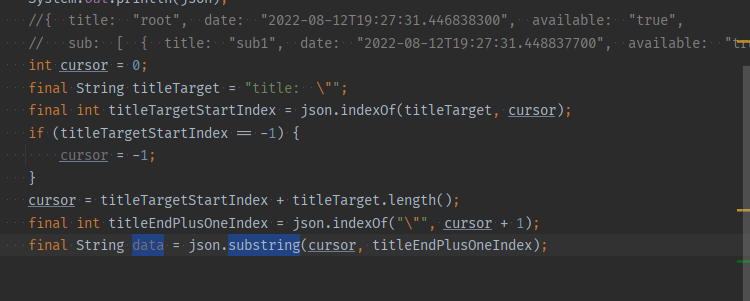 System.out.println(json);
//{  title:  "root",  date:  "2022-08-12T19:27:31.446838300",  available:  "true",
//  sub:  [  {  title:  "sub1",  date:  "2022-08-12T19:27:31.448837700",  available:  "tr
int cursor = 0;
final String titleTarget = "title:  \"";
final int titleTargetStartIndex = json.indexOf(titleTarget, cursor);
if (titleTargetStartIndex == -1) {
    cursor = -1;
}
cursor = titleTargetStartIndex + titleTarget.length();
final int titleEndPlusOneIndex = json.indexOf("\"", cursor + 1);
final String data = json.substring(cursor, titleEndPlusOneIndex);